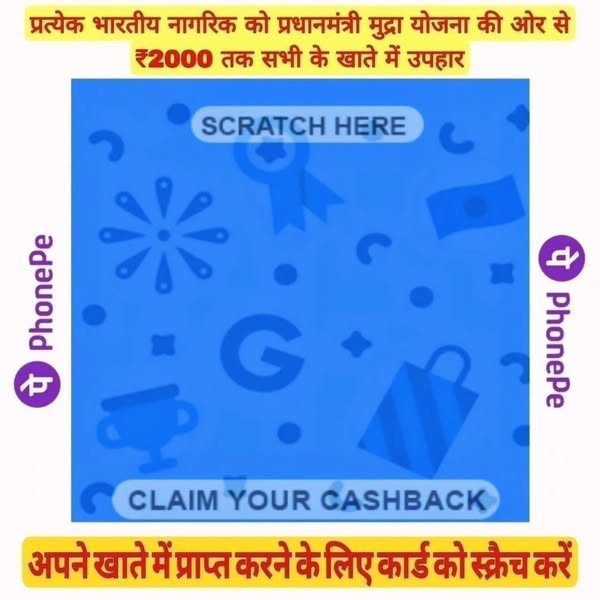 प्रत्येक भारतीय नागरिक को प्रधानमंत्री मुद्रा योजना की ओर से
₹2000 तक सभी के खाते में उपहार
SCRATCH HERE
PhonePe
PhonePe
G
CLAIM YOUR CASHBACK
अपने खाते में प्राप्त करने के लिए कार्ड को स्क्रैच करें